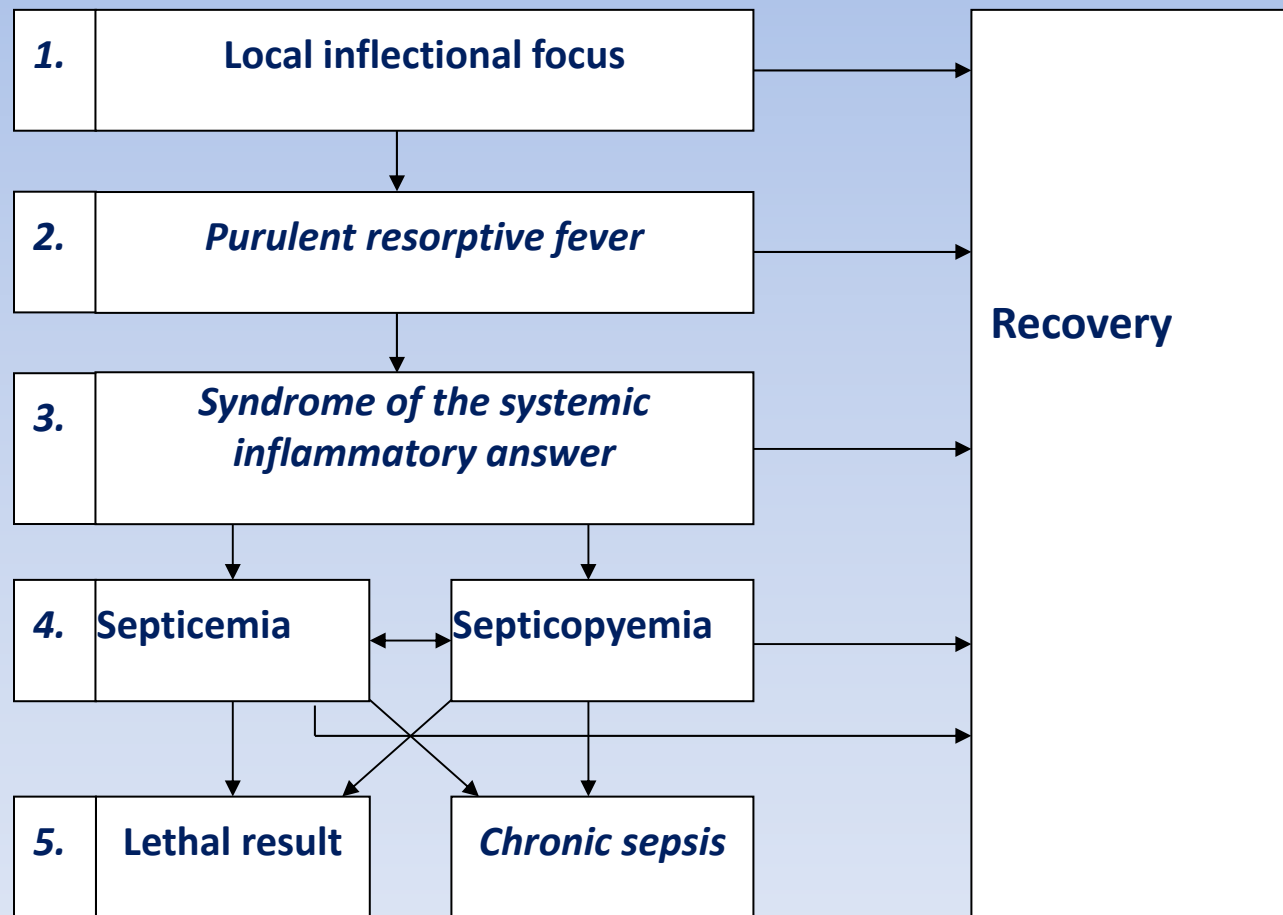 1. Local inflectional focus
2. Purulent resorptive fever
Recovery
3. Syndrome of the systemic
inflammatory answer
4. Septicemia Septicopyemia
5. Lethal result Chronic sepsis